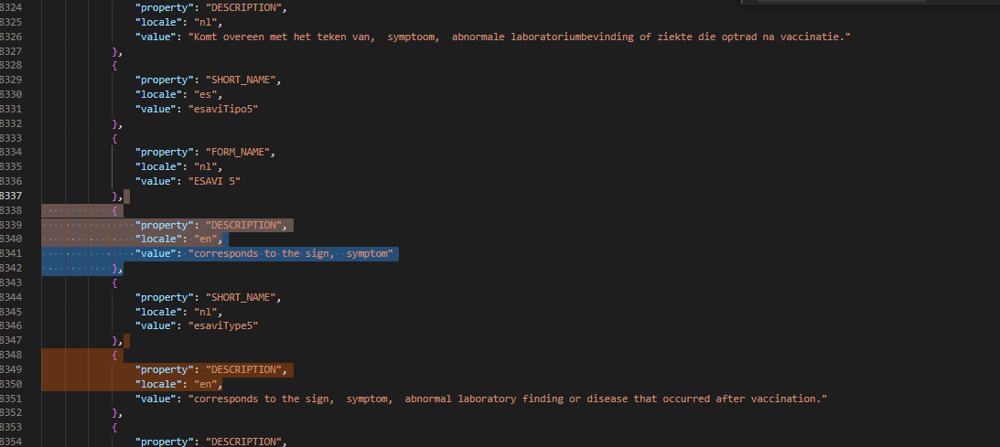 8324 "property": "DESCRIPTION",
8325 "locale": "nl",
8326 "value": "Komt overeen met het teken van,  symptoom,  abnormale laboratoriumbevinding of ziekte die optrad na vaccinatie."
8327 },
8328 {
8329 "property": "SHORT_NAME",
8330 "locale": "es",
8331 "value": "esaviTipo5"
8332 },
8333 {
8334 "property": "FORM_NAME",
8335 "locale": "nl",
8336 "value": "ESAVI 5"
8337 },
8338 {
8339 "property": "DESCRIPTION",
8340 "locale": "en",
8341 "value": "corresponds to the sign,  symptom"
8342 },
8343 {
8344 "property": "SHORT_NAME",
8345 "locale": "nl",
8346 "value": "esaviType5"
8347 },
8348 {
8349 "property": "DESCRIPTION",
8350 "locale": "en",
8351 "value": "corresponds to the sign,  symptom,  abnormal laboratory finding or disease that occurred after vaccination."
8352 },
8353 {
8354 "property": "DESCRIPTION",